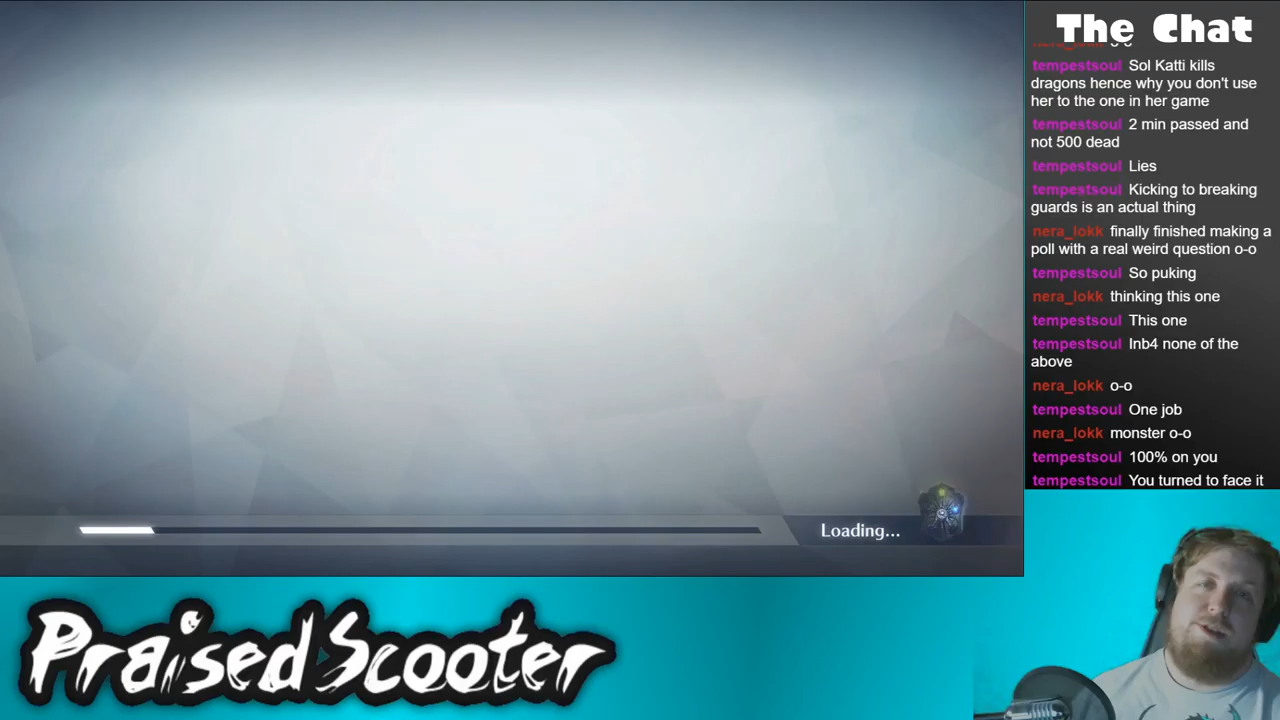 The Chat
tempestsoul Sol Katti kills
dragons hence why you don't use
her to the one in her game
tempestsoul 2 min passed and
not 500 dead
tempestsoul Lies
tempestsoul Kicking to breaking
guards is an actual thing
nera_lokk finally finished making a
poll with a real weird question o-o
tempestsoul So puking
nera_lokk thinking this one
tempestsoul This one
tempestsoul Inb4 none of the
above
nera_lokk o-o
tempestsoul One job
nera_lokk monster o-o
tempestsoul 100% on you
tempestsoul You turned to face it
Loading...
PraisedScooter